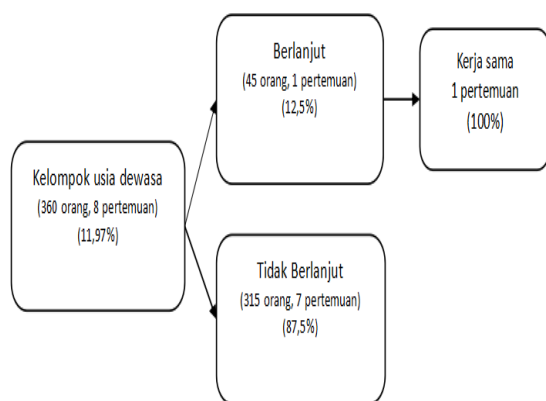 Kelompok usia dewasa
(360 orang, 8 pertemuan)
(11,97%)
Berlanjut
(45 orang, 1 pertemuan)
(12,5%)
Kerja sama
1 pertemuan
(100%)
Tidak Berlanjut
(315 orang, 7 pertemuan)
(87,5%)